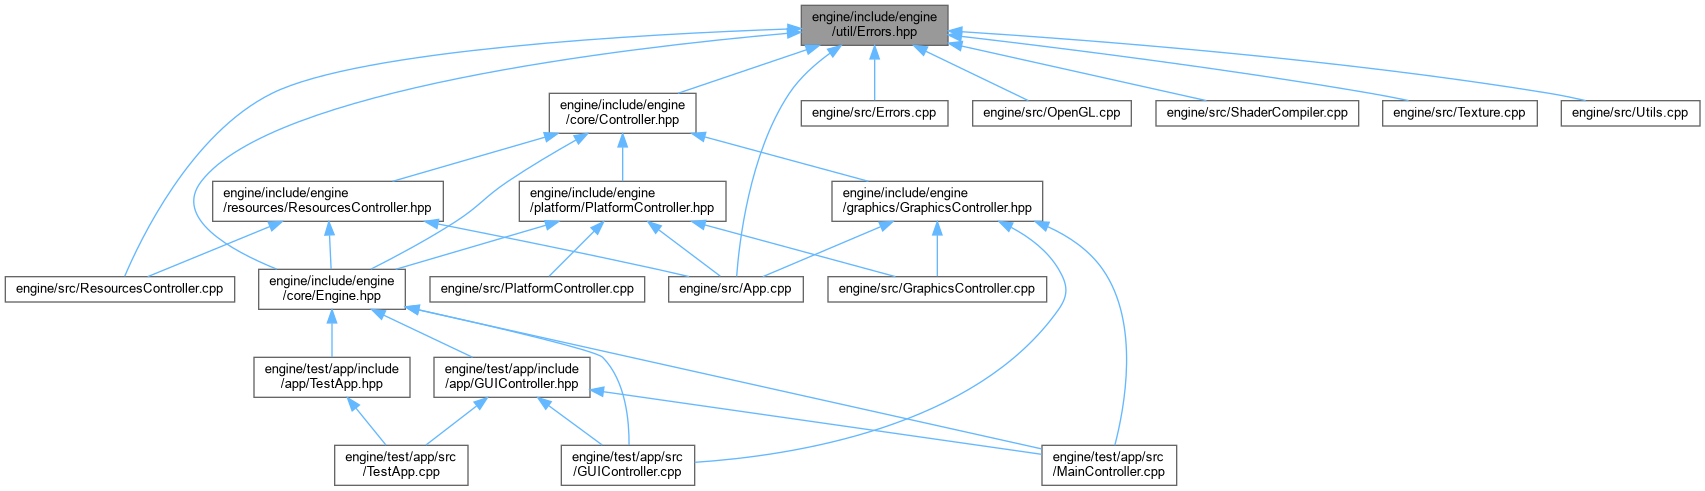 engine/include/engine
/util/Errors.hpp
engine/include/engine
/core/Controller.hpp
engine/src/Errors.cpp
engine/src/OpenGL.cpp
engine/src/ShaderCompiler.cpp
engine/src/Texture.cpp
engine/src/Utils.cpp
engine/include/engine
/resources/ResourcesController.hpp
engine/include/engine
/platform/PlatformController.hpp
engine/include/engine
/graphics/GraphicsController.hpp
engine/src/ResourcesController.cpp
engine/include/engine
/core/Engine.hpp
engine/src/PlatformController.cpp
engine/src/App.cpp
engine/src/GraphicsController.cpp
engine/test/app/include
/app/TestApp.hpp
engine/test/app/include
/app/GUIController.hpp
engine/test/app/src
/TestApp.cpp
engine/test/app/src
/GUIController.cpp
engine/test/app/src
/MainController.cpp